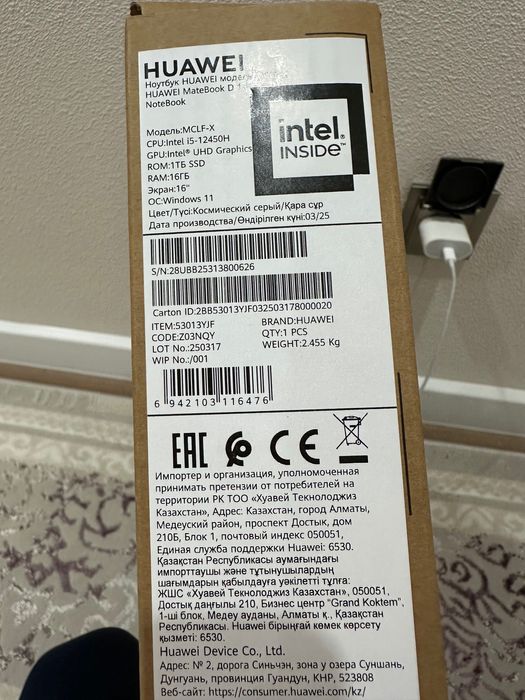 HUAWEI
Ноутбук HUAWEI модель
HUAWEI MateBook D 1
NoteBook
intel
INSIDE™
Модель:MCLF-X
CPU:Intel i5-12450H
GPU:Intel® UHD Graphics
ROM:1ТБ SSD
RAM:16ГБ
Экран:16"
ОС:Windows 11
Цвет/Түсі:Космический серый/Қара сұр
Дата производства/Өндірілген күні:03/25
S/N:28UBB25313800626
Carton ID:2BB53013YJF032503178000020
ITEM:53013YJF BRAND:HUAWEI
CODE:Z03NQY QTY:1 PCS
LOT No:250317 WEIGHT:2.455 Kg
WIP No:/001
6 942103 116476
EAC CE
Импортер и организация, уполномоченная
принимать претензии от потребителей на
территории РК ТОО «Хуавей Текнолоджиз
Казахстан», Адрес: Казахстан, город Алматы,
Медеуский район, проспект Достык, дом
210Б, Блок 1, почтовый индекс 050051,
Единая служба поддержки Huawei: 6530.
Қазақстан Республикасы аумағындағы
импорттаушы және тұтынушылардың
шағымдарын қабылдауға уәкілетті тұлға:
ЖШС «Хуавей Текнолоджиз Казахстан», 050051,
Достық даңғылы 210, Бизнес центр "Grand Koktem",
1-ші блок, Медеу ауданы, Алматы қ., Қазақстан
Республикасы. Huawei бірыңғай көмек көрсету
қызметі: 6530.
Huawei Device Co., Ltd.
Адрес: № 2, дорога Синьчэн, зона у озера Суншань,
Дунгуань, провинция Гуандун, КНР, 523808
Веб-сайт: https://consumer.huawei.com/kz/